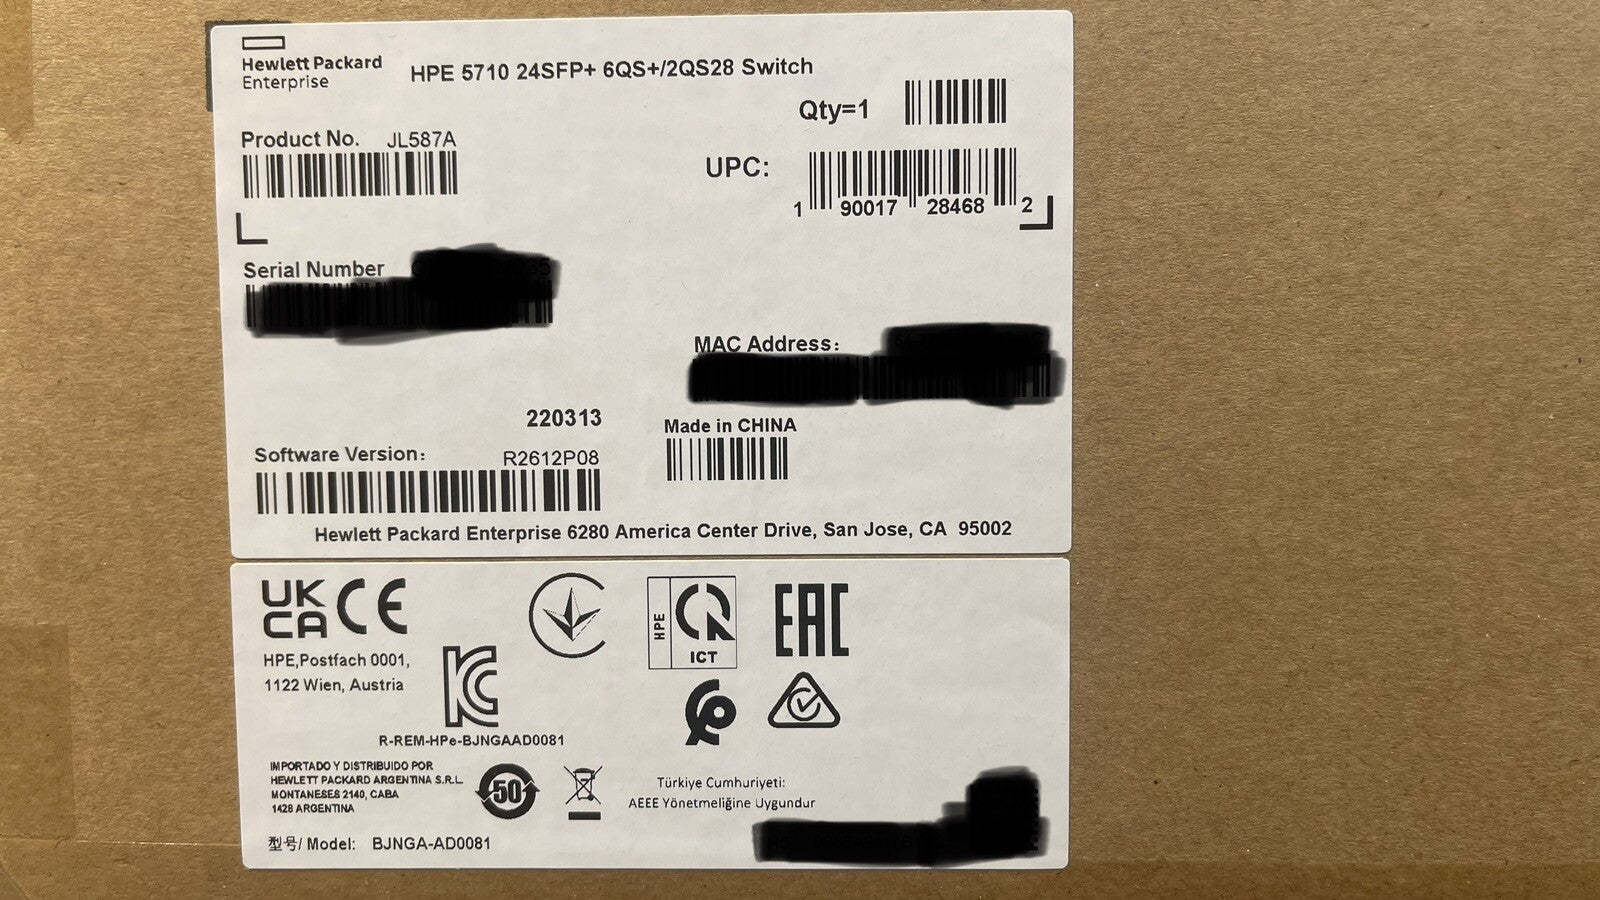 Hewlett Packard
Enterprise
HPE 5710 24SFP+ 6QS+/2QS28 Switch
Qty=1
Product No. JL587A
UPC:
1 90017 28468 2
Serial Number
MAC Address:
220313
Made in CHINA
Software Version: R2612P08
Hewlett Packard Enterprise 6280 America Center Drive, San Jose, CA 95002
UK
CA
CE
HPE
ICT
EAC
HPE,Postfach 0001,
1122 Wien, Austria
R-REM-HPe-BJNGAAD0081
IMPORTADO Y DISTRIBUIDO POR
HEWLETT PACKARD ARGENTINA S.R.L.
MONTANESES 2140, CABA
1428 ARGENTINA
50
Türkiye Cumhuriyeti:
AEEE Yönetmeliğine Uygundur
型号/ Model: BJNGA-AD0081